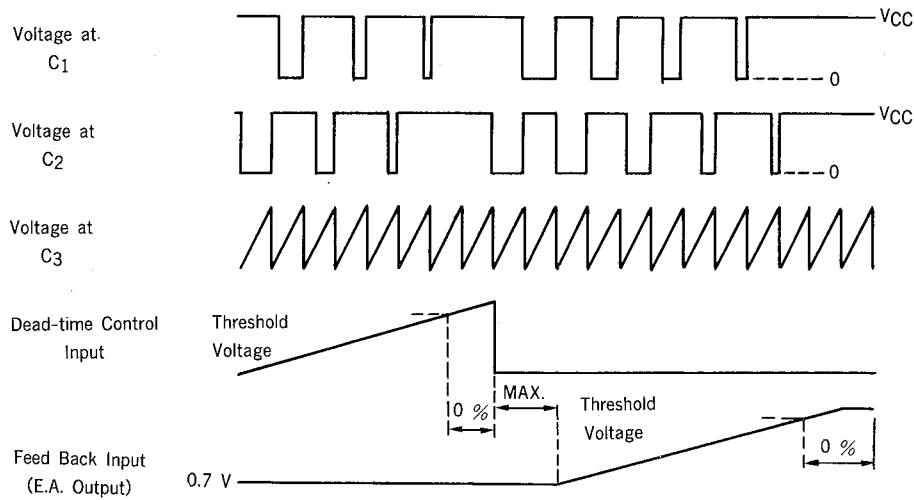 Voltage at
C1
VCC
0
Voltage at
C2
VCC
0
Voltage at
C3
Dead-time Control
Input
Threshold
Voltage
0 %
MAX.
Threshold
Voltage
0 %
Feed Back Input
(E.A. Output)
0.7 V